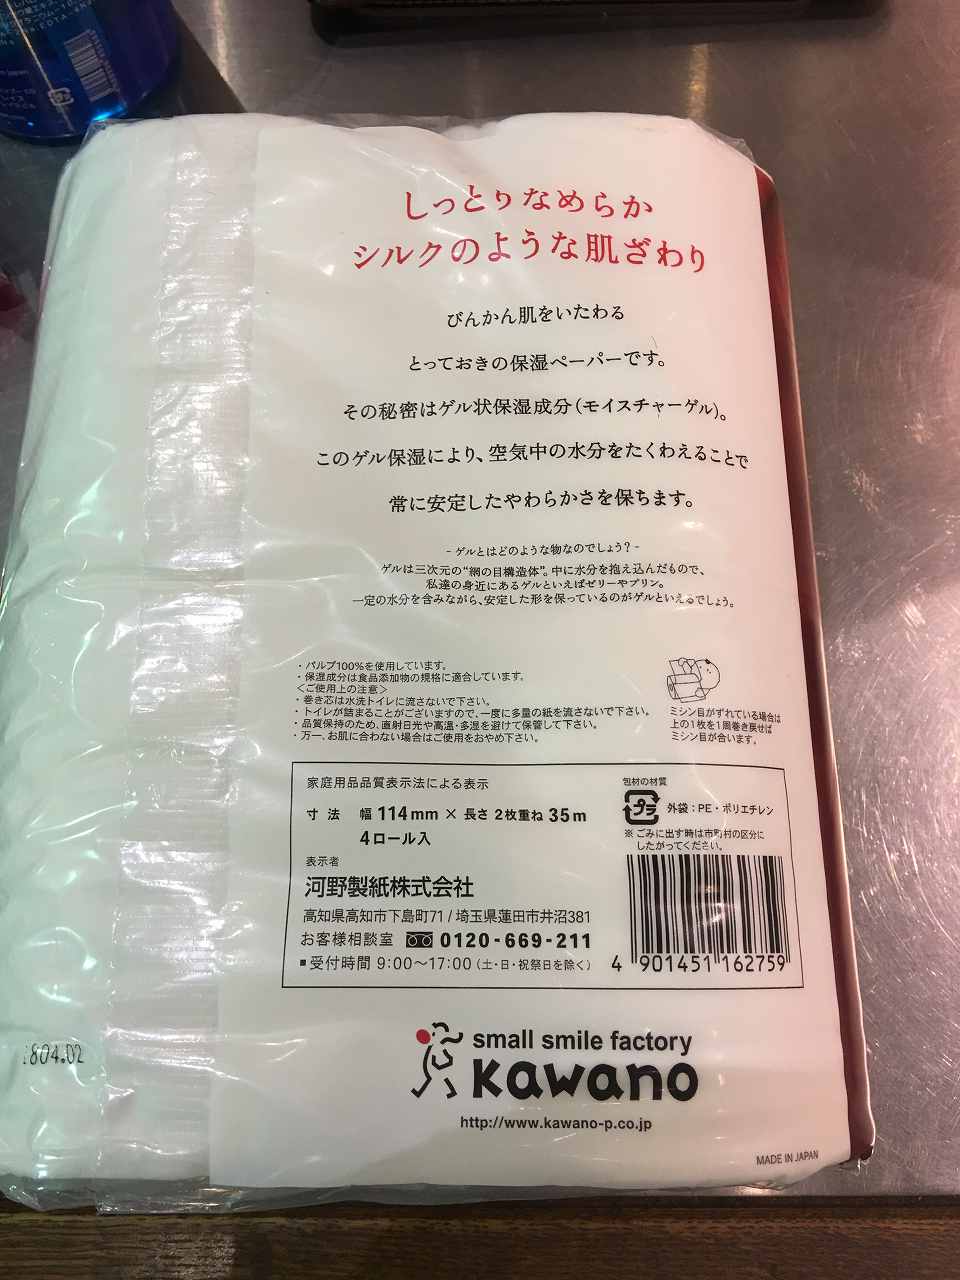 EDTA
しっとりなめらか
シルクのような肌ざわり
びんかん肌をいたわる
とっておきの保湿ペーパーです。
その秘密はゲル状保湿成分(モイスチャーゲル)。
このゲル保湿により、空気中の水分をたくわえることで
常に安定したやわらかさを保ちます。
- ゲルとはどのような物なのでしょう? -
ゲルは三次元の"網の目構造体"。中に水分を抱え込んだもので、
私達の身近にあるゲルといえばゼリーやプリン。
一定の水分を含みながら、安定した形を保っているのがゲルといえるでしょう。
・パルプ100%を使用しています。
・保湿成分は食品添加物の規格に適合しています。
<ご使用上の注意>
・巻き芯は水洗トイレに流さないで下さい。
・トイレが詰まることがございますので、一度に多量の紙を流さないで下さい。
・品質保持のため、直射日光や高温・多湿を避けて保管して下さい。
・万一、お肌に合わない場合はご使用をおやめ下さい。
ミシン目がずれている場合は
上の1枚を1周巻き戻せば
ミシン目が合います。
家庭用品品質表示法による表示
寸法 幅 114mm × 長さ 2枚重ね 35m
4ロール入
表示者
河野製紙株式会社
高知県高知市下島町71 / 埼玉県蓮田市井沼381
お客様相談室 0120-669-211
■受付時間 9:00〜17:00 (土・日・祝祭日を除く)
包材の材質
プラ 外袋:PE・ポリエチレン
※ごみに出す時は市町村の区分に
したがってください。
4 901451 162759
804.02
small smile factory
kawano
http://www.kawano-p.co.jp
MADE IN JAPAN